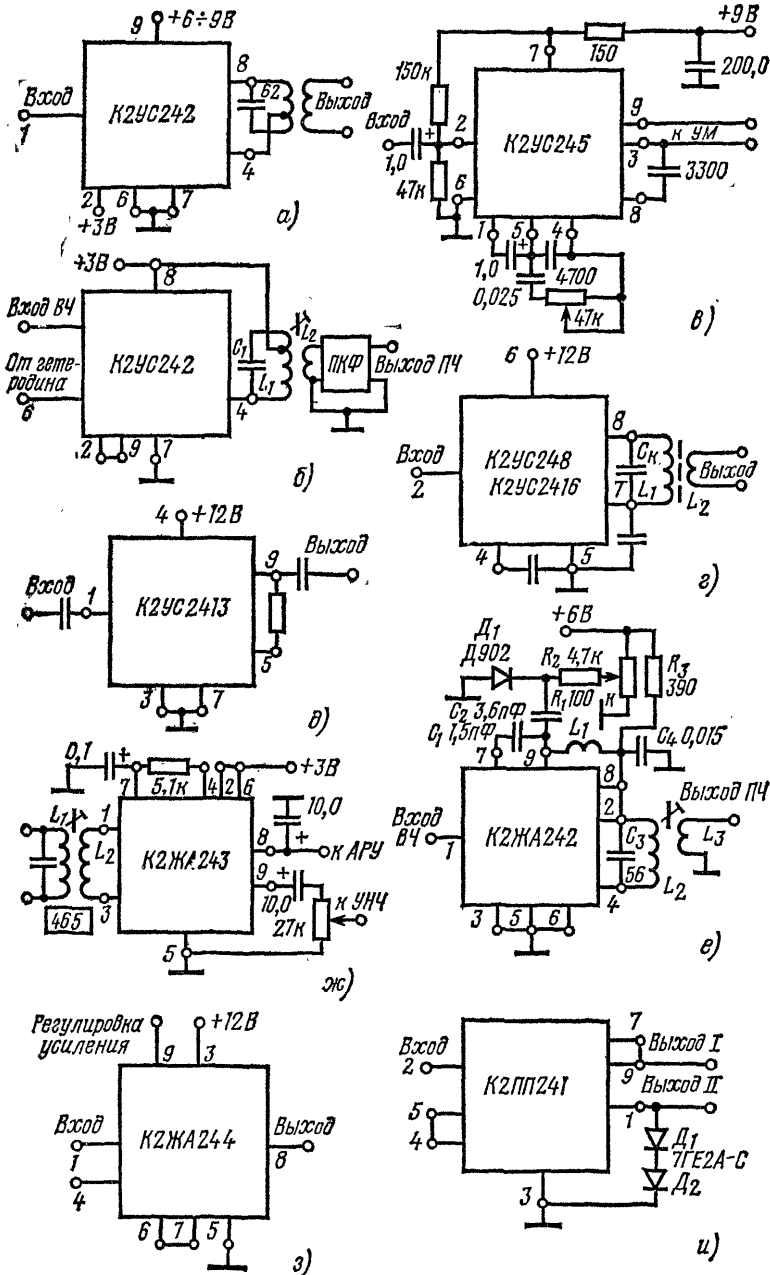 9 +6÷9В
8
62
Вход
1
К2УС242
Выход
4
2
+3В
6
7
а)
+9В
7
150
200,0
150к
Вход
1,0
+
2
47к
6
К2УС245
9
к УМ
3
3300
8
1
5
4
1,0
+
4700
0,025
47к
в)
+3В
8
Вход ВЧ
От гете-
родина
6
К2УС242
C1
L1
L2
ПКФ
Выход ПЧ
4
2
9
7
б)
6
+12В
Вход
2
К2УС248
К2УС2416
8
Cк
7
L1
L2
Выход
4
5
г)
4
+12В
Вход
1
К2УС2413
9
Выход
5
3
7
д)
+6В
Д1
Д902
R2 4,7к
R1 100
к
R3
390
C2 3,6пФ
C1 1,5пФ
7
9
L1
C4 0,015
8
Вход
ВЧ
1
К2ЖА242
2
C3
56
4
L2
L3
Выход ПЧ
3
5
6
е)
0,1
+
7
5,1к
4
2
6
+3В
10,0
+
L1
L2
1
3
465
К2ЖА243
8
к АРУ
9
+
10,0
27к
к УНЧ
5
ж)
Регулировка
усиления
9
+12В
3
Вход
1
4
К2ЖА244
Выход
8
6
7
5
з)
Вход
2
5
4
К2ПП241
7
Выход I
9
Выход II
1
Д1
7ГЕ2А-С
Д2
3
и)